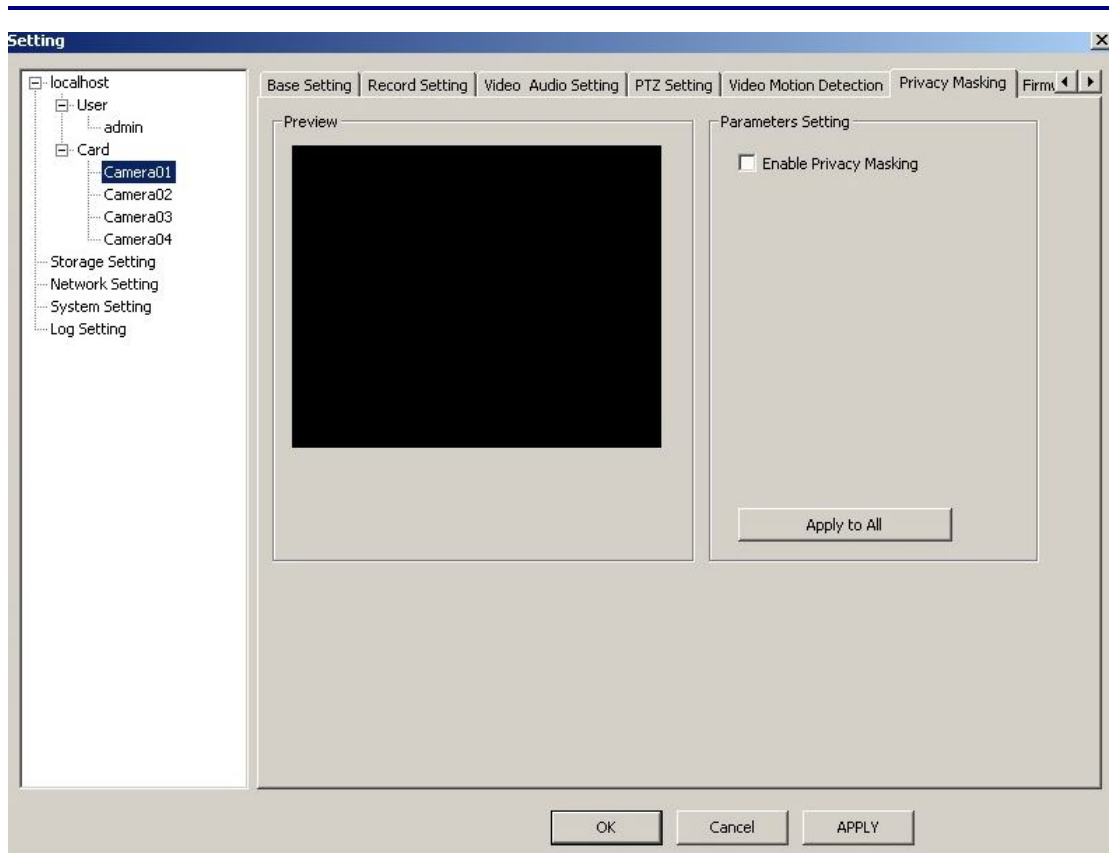 Setting
localhost
User
admin
Card
Camera01
Camera02
Camera03
Camera04
Storage Setting
Network Setting
System Setting
Log Setting
Base Setting Record Setting Video Audio Setting PTZ Setting Video Motion Detection Privacy Masking
Preview
Parameters Setting
Enable Privacy Masking
Apply to All
OK Cancel APPLY